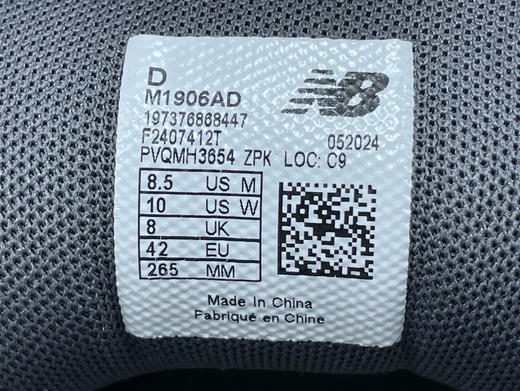 D
NB
M1906AD
197376868447
F2407412T 052024
PVQMH3654 ZPK LOC: C9
8.5 US M
10 US W
8 UK
42 EU
265 MM
Made In China
Fabriqué en Chine